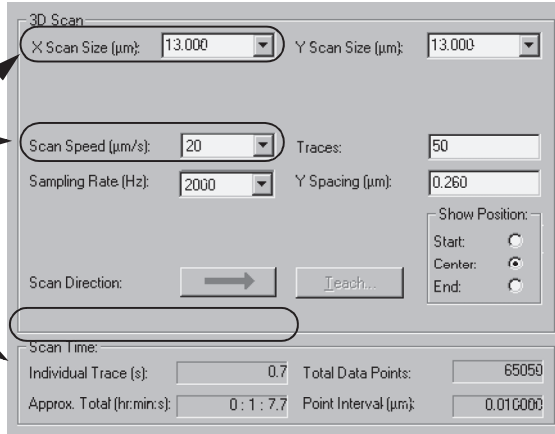 3D Scan
X Scan Size (µm): 13.000 Y Scan Size (µm): 13.000
Scan Speed (µm/s): 20 Traces: 50
Sampling Rate (Hz): 2000 Y Spacing (µm): 0.260
Show Position:
Start:
Center:
Scan Direction: Teach... End:
Scan Time:
Individual Trace (s): 0.7 Total Data Points: 65050
Approx. Total (hr:min:s): 0 : 1 : 7.7 Point Interval (µm): 0.010000